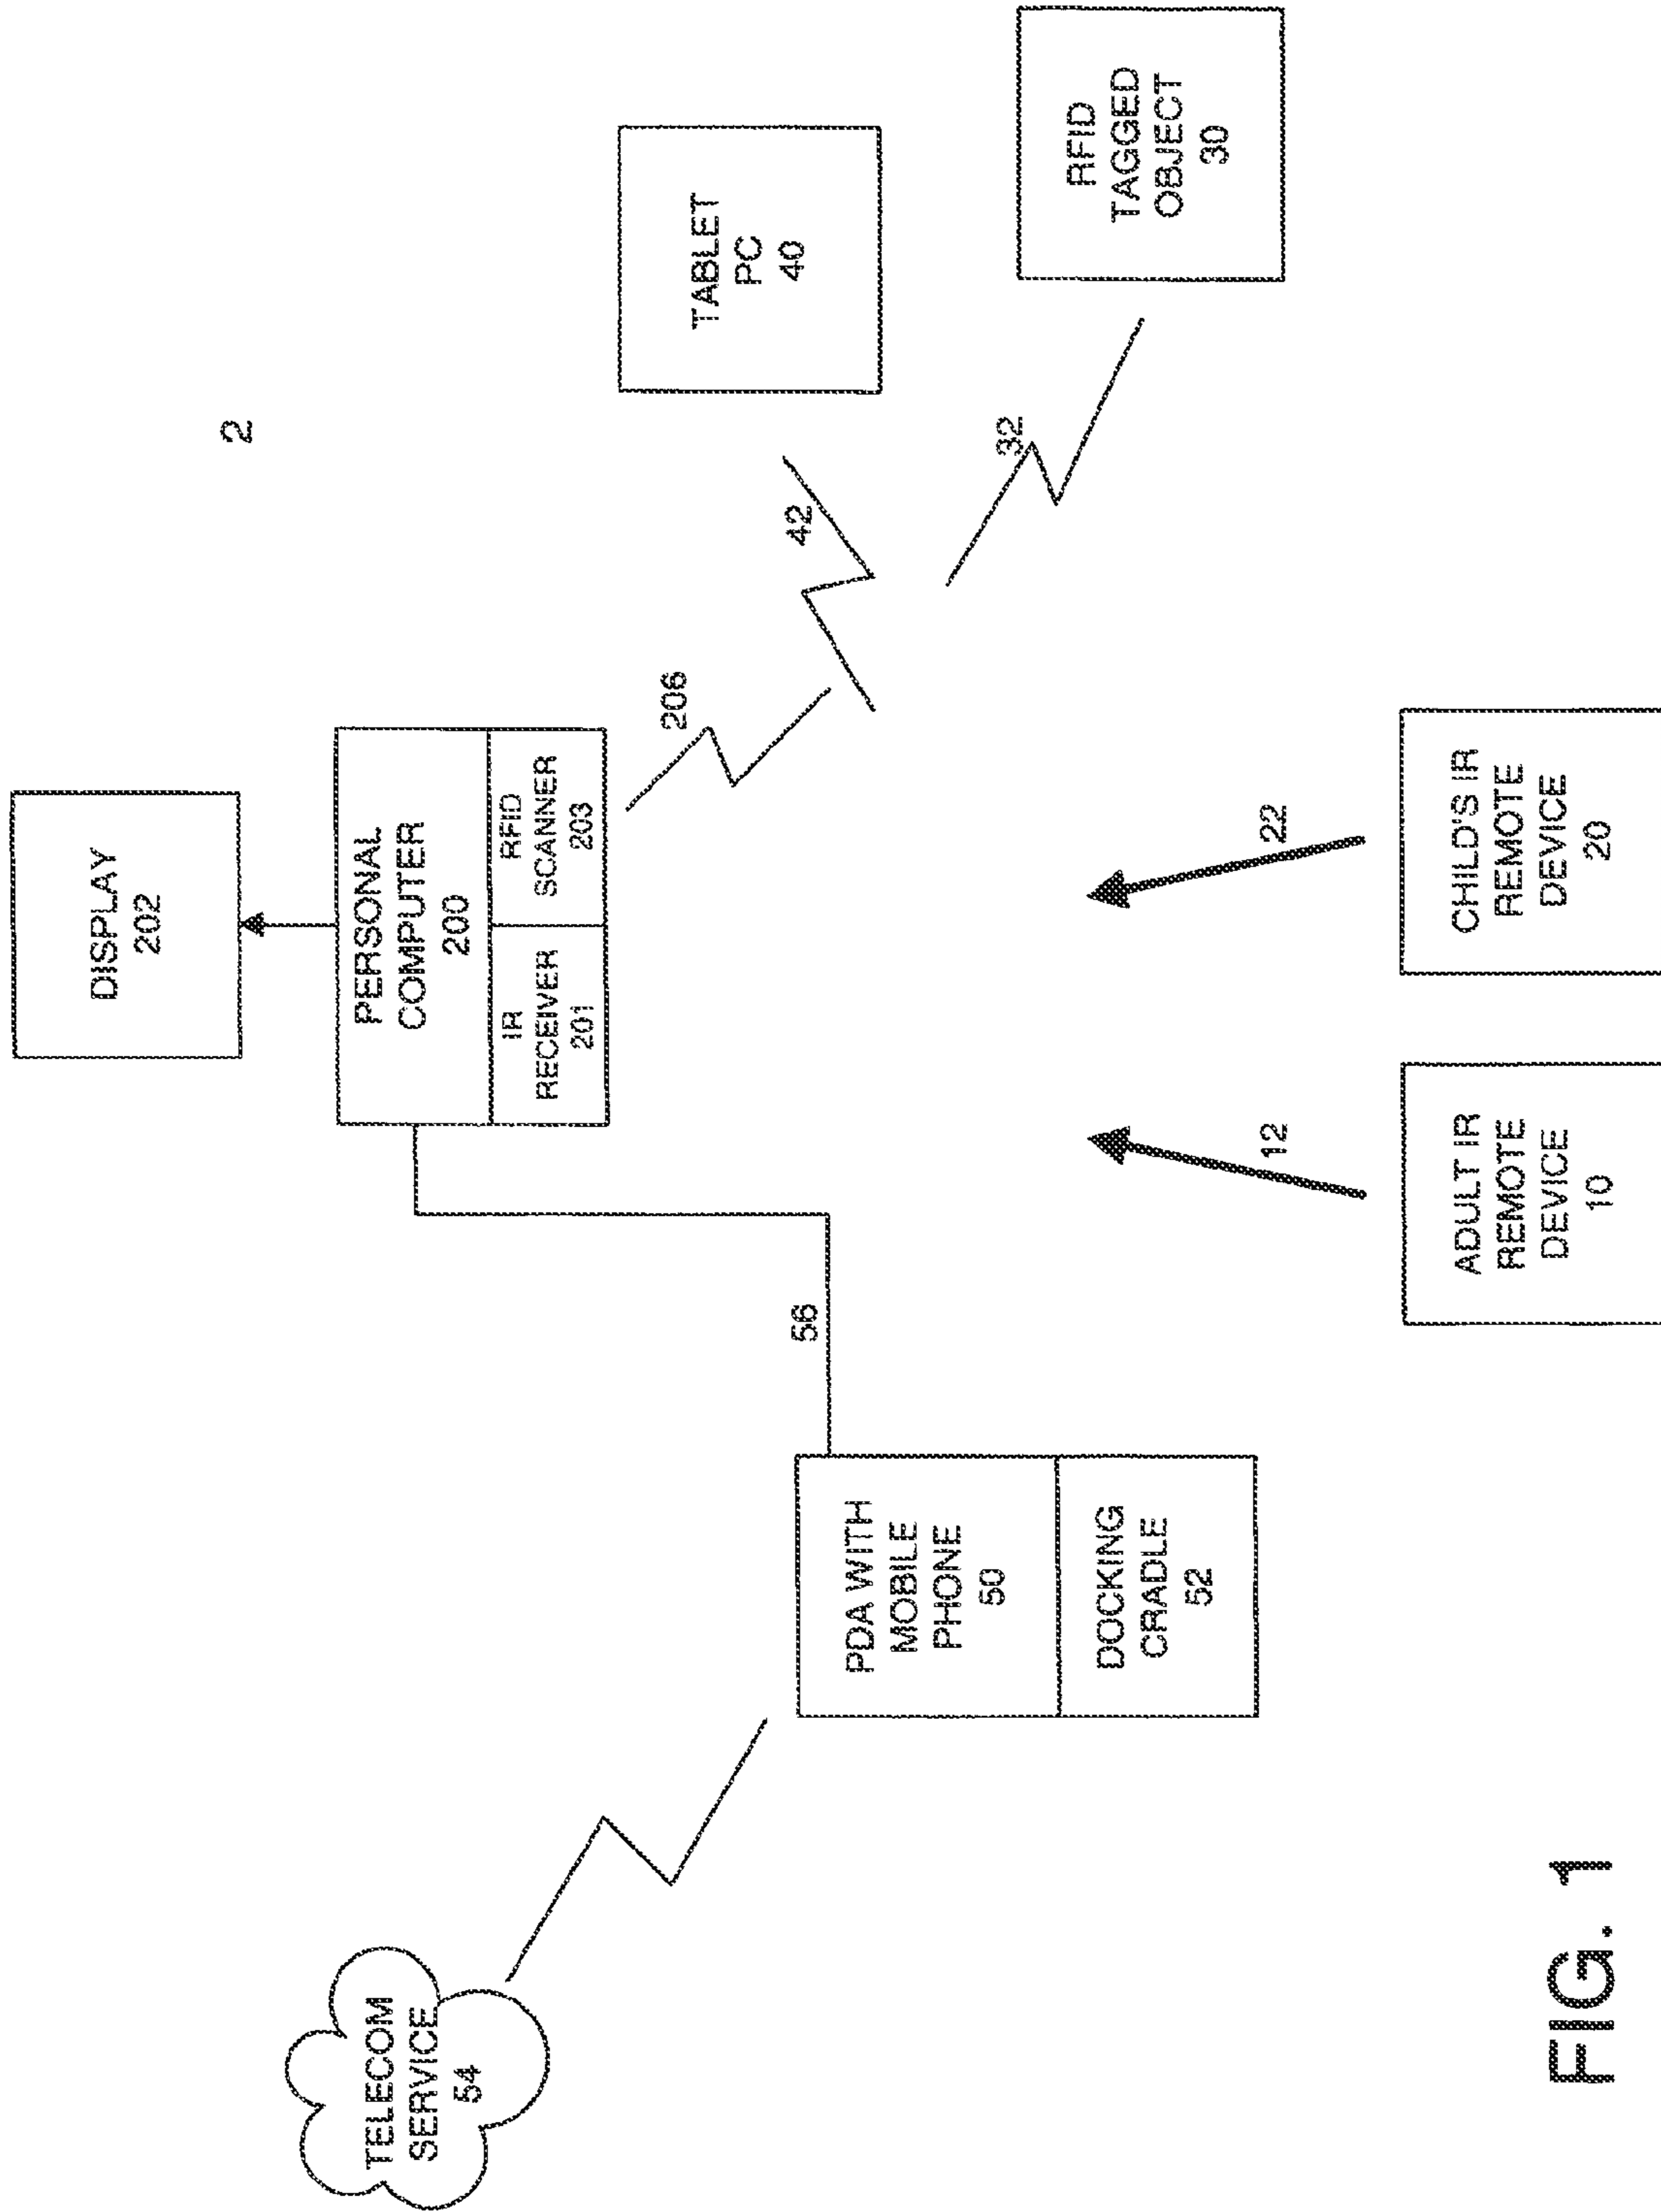 DISPLAY
202
2
PERSONAL
COMPUTER
200
IR
RECEIVER
201
RFID
SCANNER
203
206
TELECOM
SERVICE
54
56
42
TABLET
PC
40
32
PDA WITH
MOBILE
PHONE
50
DOCKING
CRADLE
52
RFID
TAGGED
OBJECT
30
12
22
ADULT IR
REMOTE
DEVICE
10
CHILD'S IR
REMOTE
DEVICE
20
FIG. 1